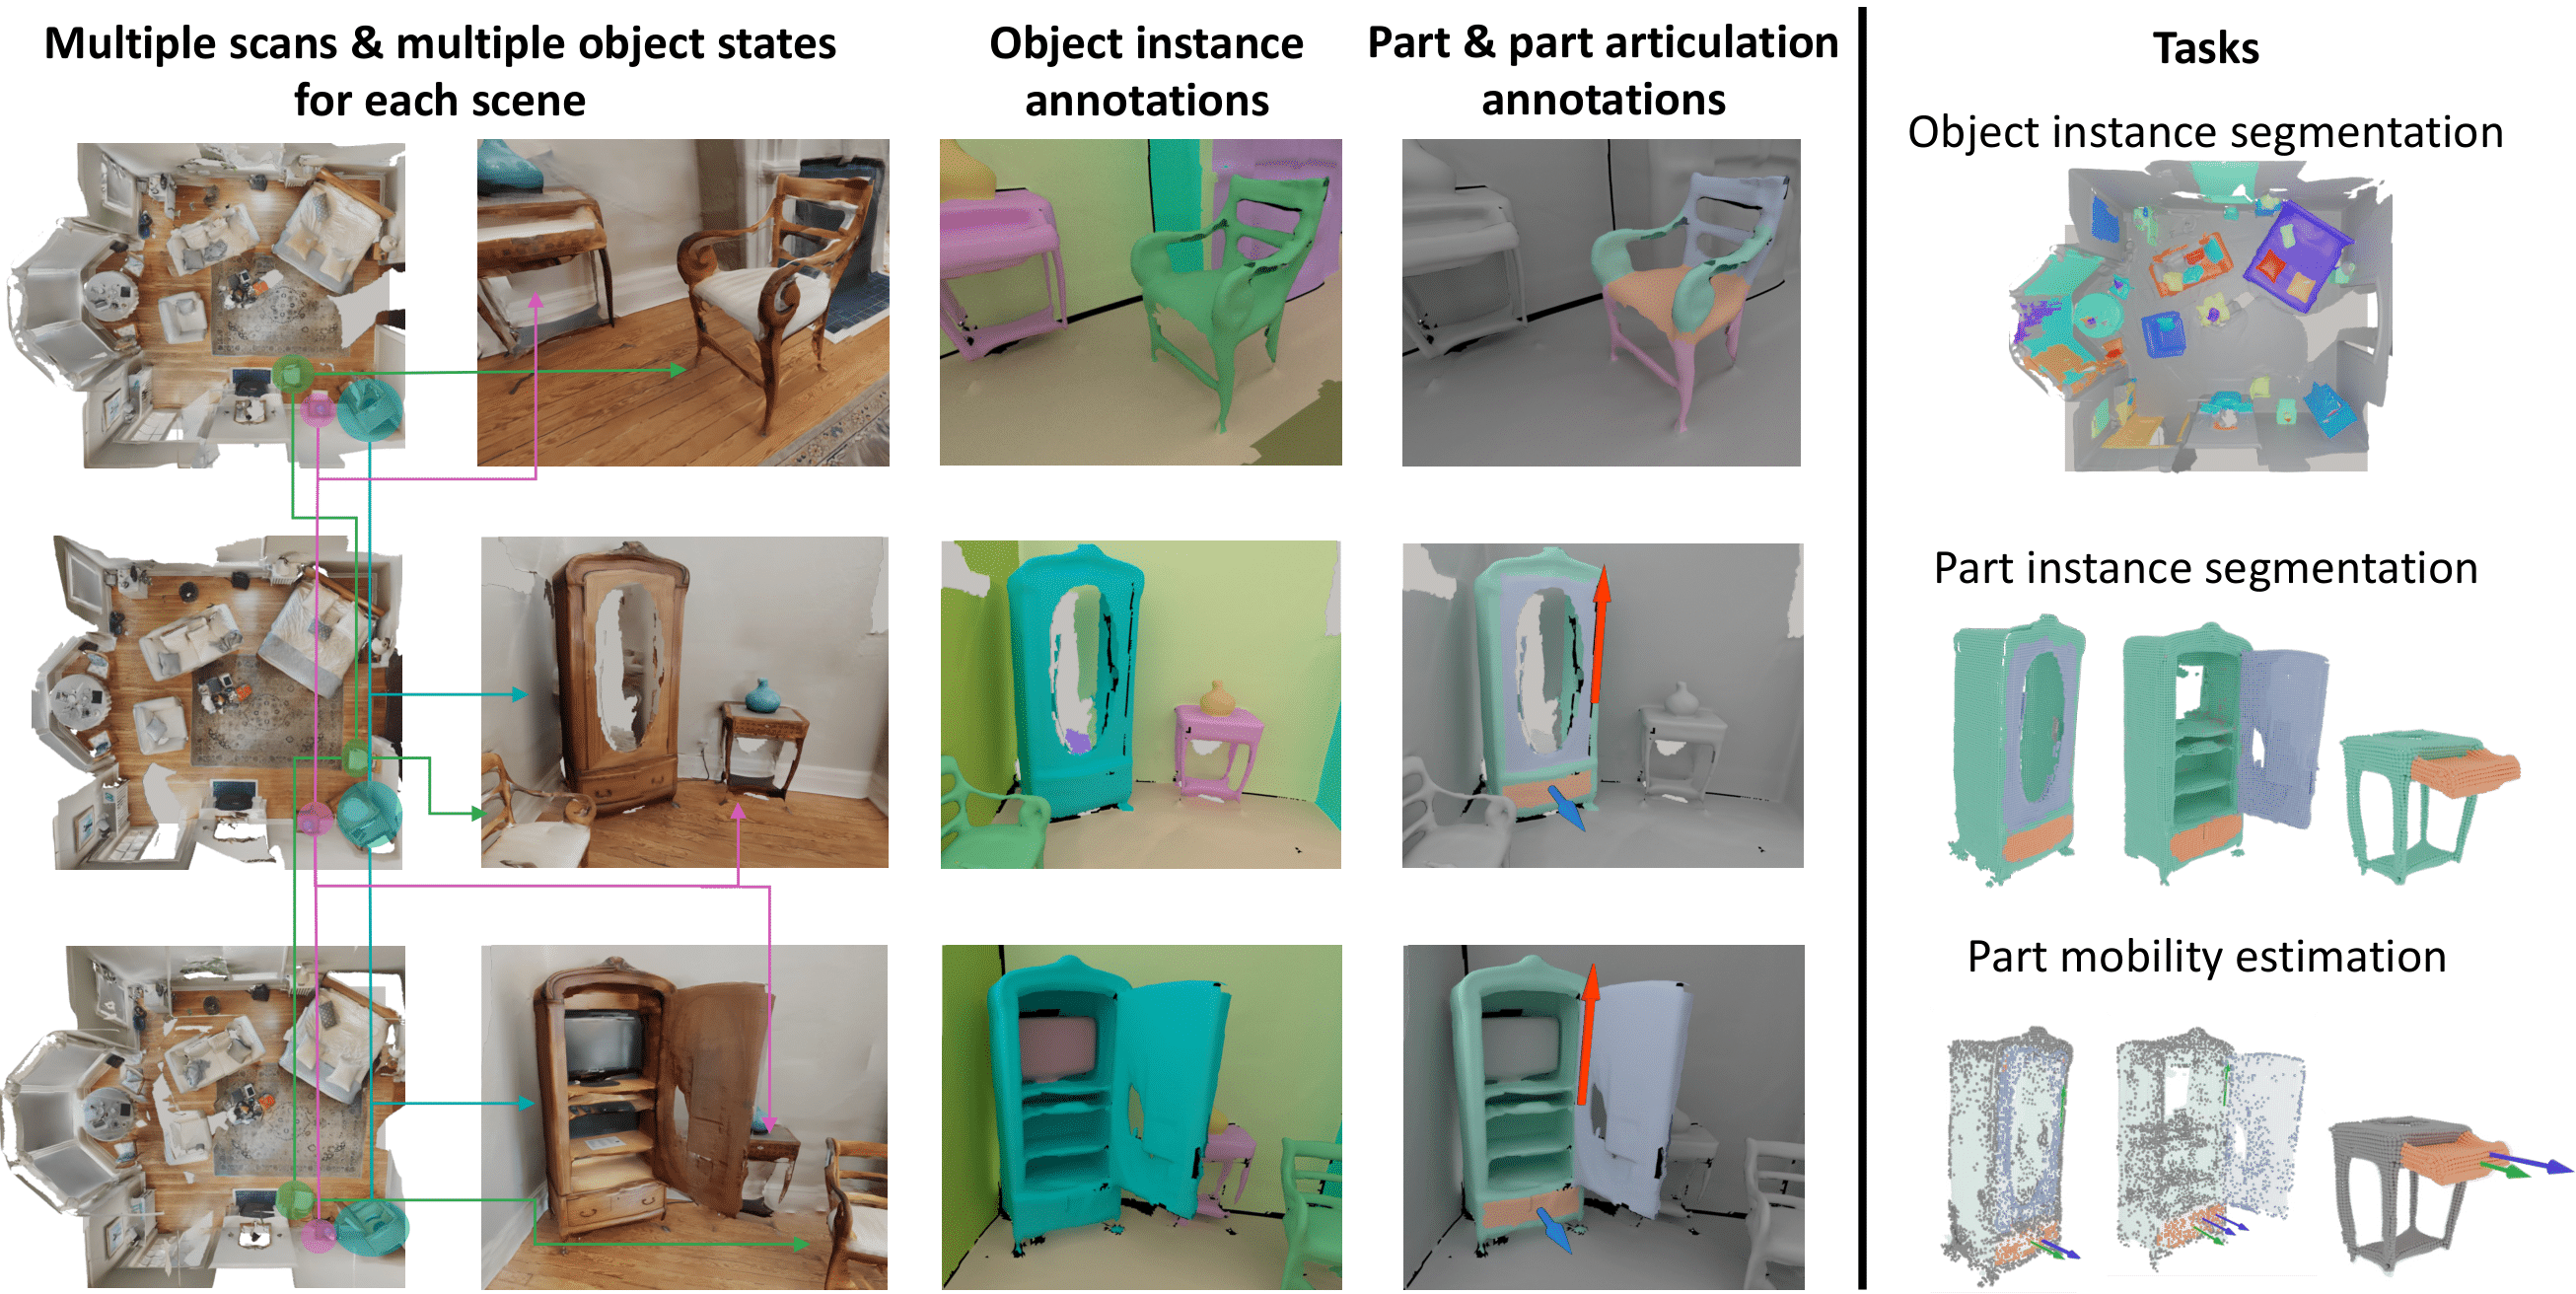 Multiple scans & multiple object states
for each scene
Object instance
annotations
Part & part articulation
annotations
Tasks
Object instance segmentation
Part instance segmentation
Part mobility estimation